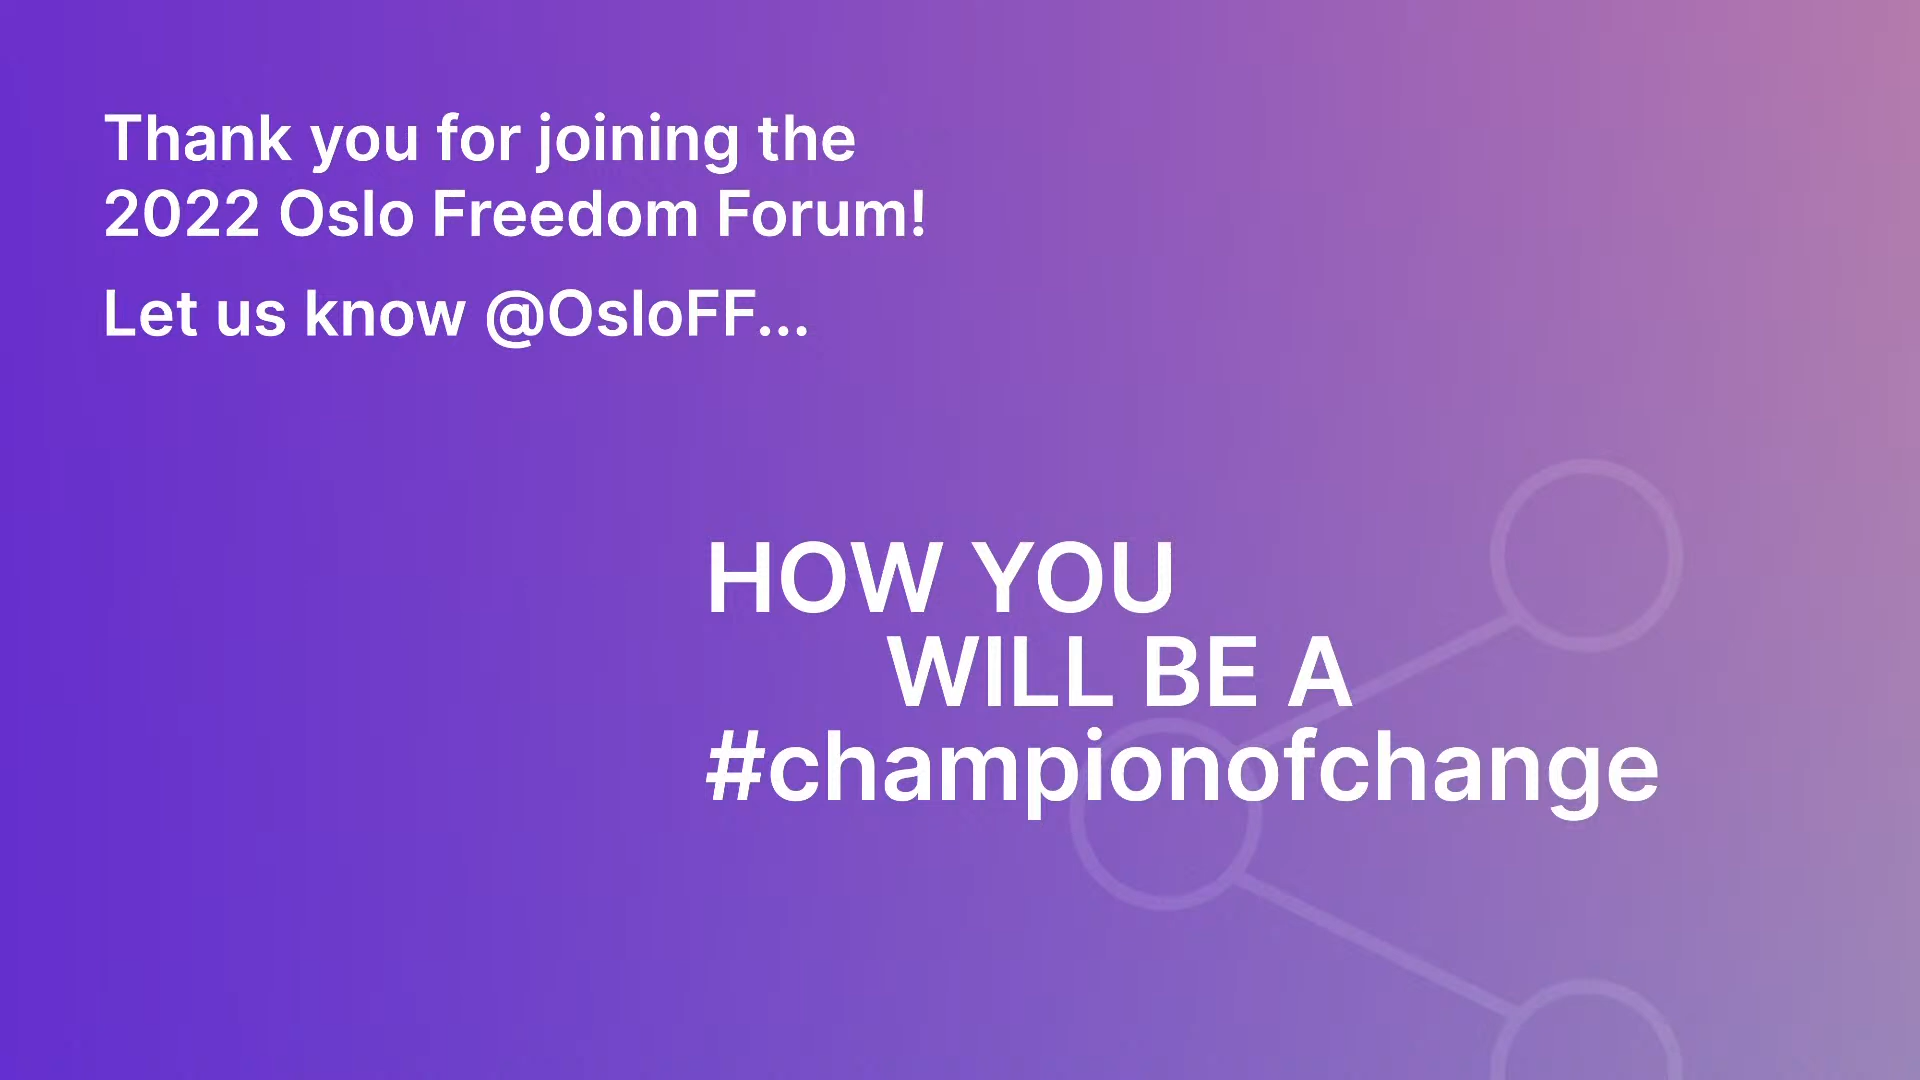 Thank you for joining the
2022 Oslo Freedom Forum!
Let us know @OsloFF...
HOW YOU
WILL BE A
#championofchange